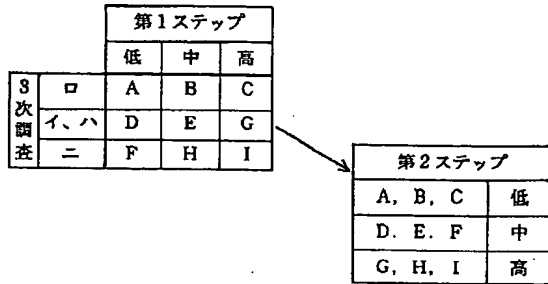 第1ステップ
低 中 高
3次調査
ロ A B C
イ、ハ D E G
ニ F H I
第2ステップ
A, B, C 低
D. E. F 中
G, H, I 高